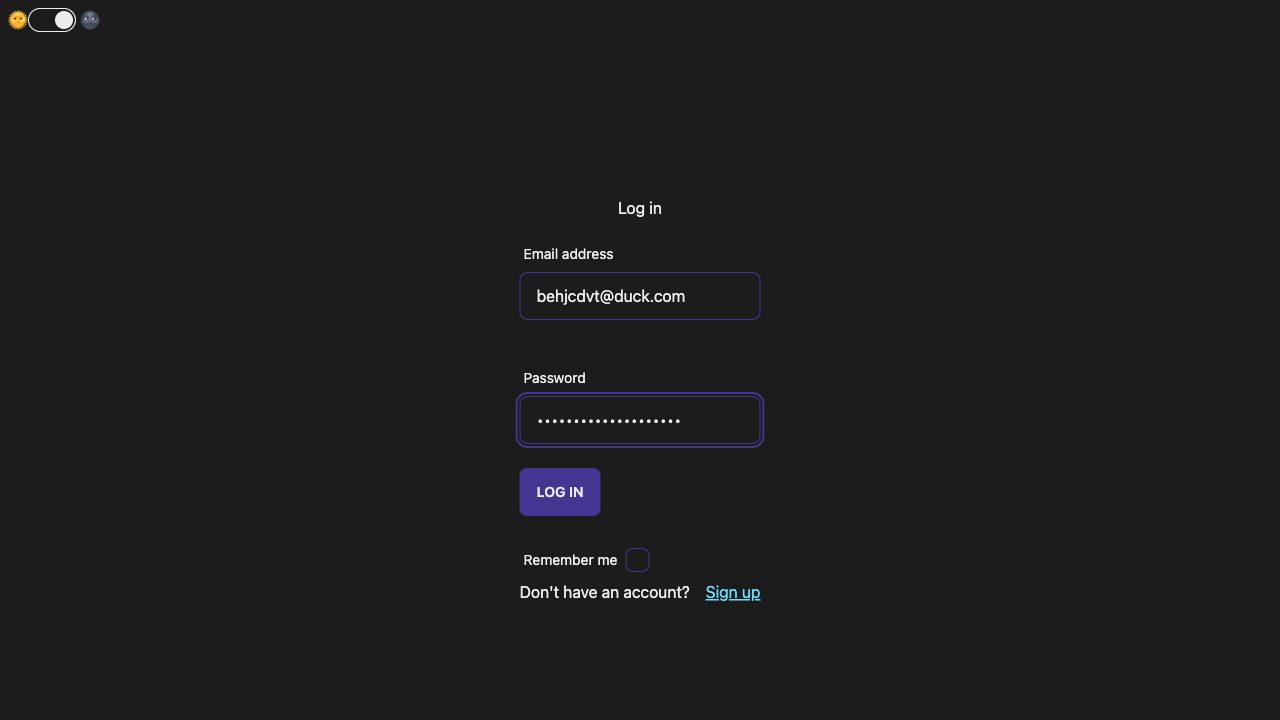 Log in
Email address
behjcdvt@duck.com
Password
•••••••••••••••••••
LOG IN
Remember me
Don't have an account? Sign up